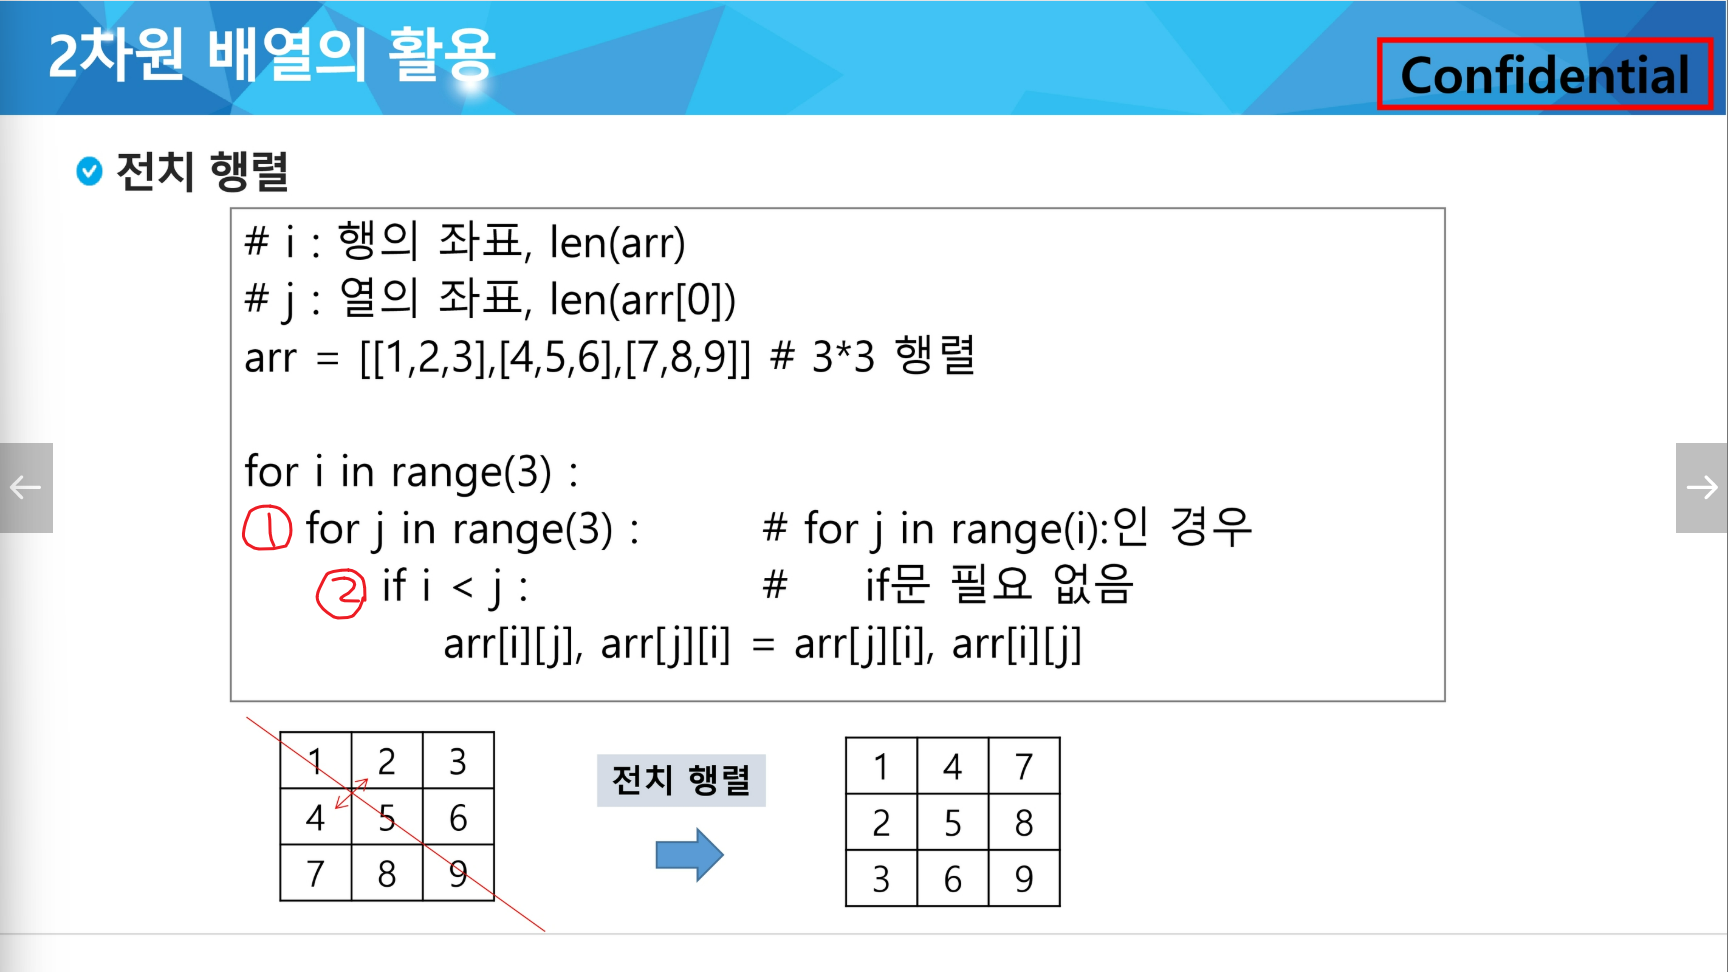 2차원 배열의 활용
Confidential
전치 행렬
# i : 행의 좌표, len(arr)
# j : 열의 좌표, len(arr[0])
arr = [[1,2,3],[4,5,6],[7,8,9]] # 3*3 행렬
for i in range(3) :
① for j in range(3) : # for j in range(i):인 경우
② if i < j : # if문 필요 없음
arr[i][j], arr[j][i] = arr[j][i], arr[i][j]
1 2 3
4 5 6
7 8 9
전치 행렬
1 4 7
2 5 8
3 6 9